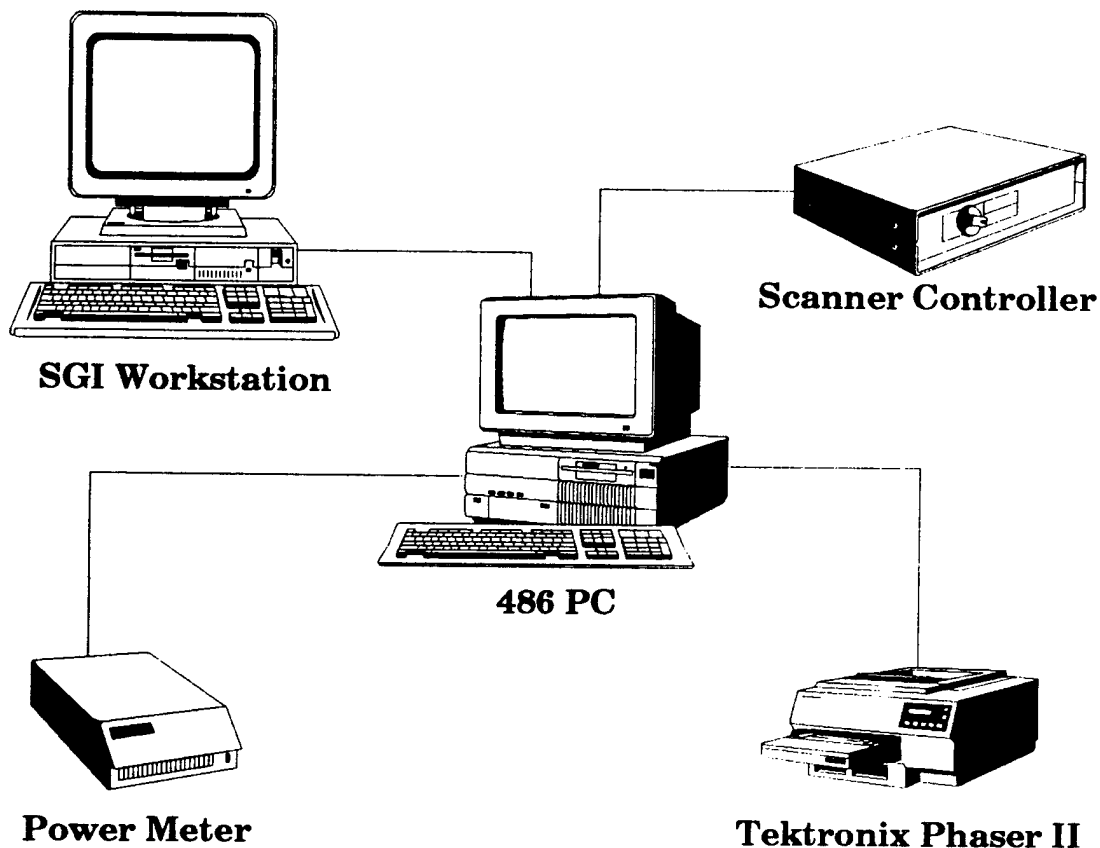 Scanner Controller
SGI Workstation
486 PC
Power Meter
Tektronix Phaser II